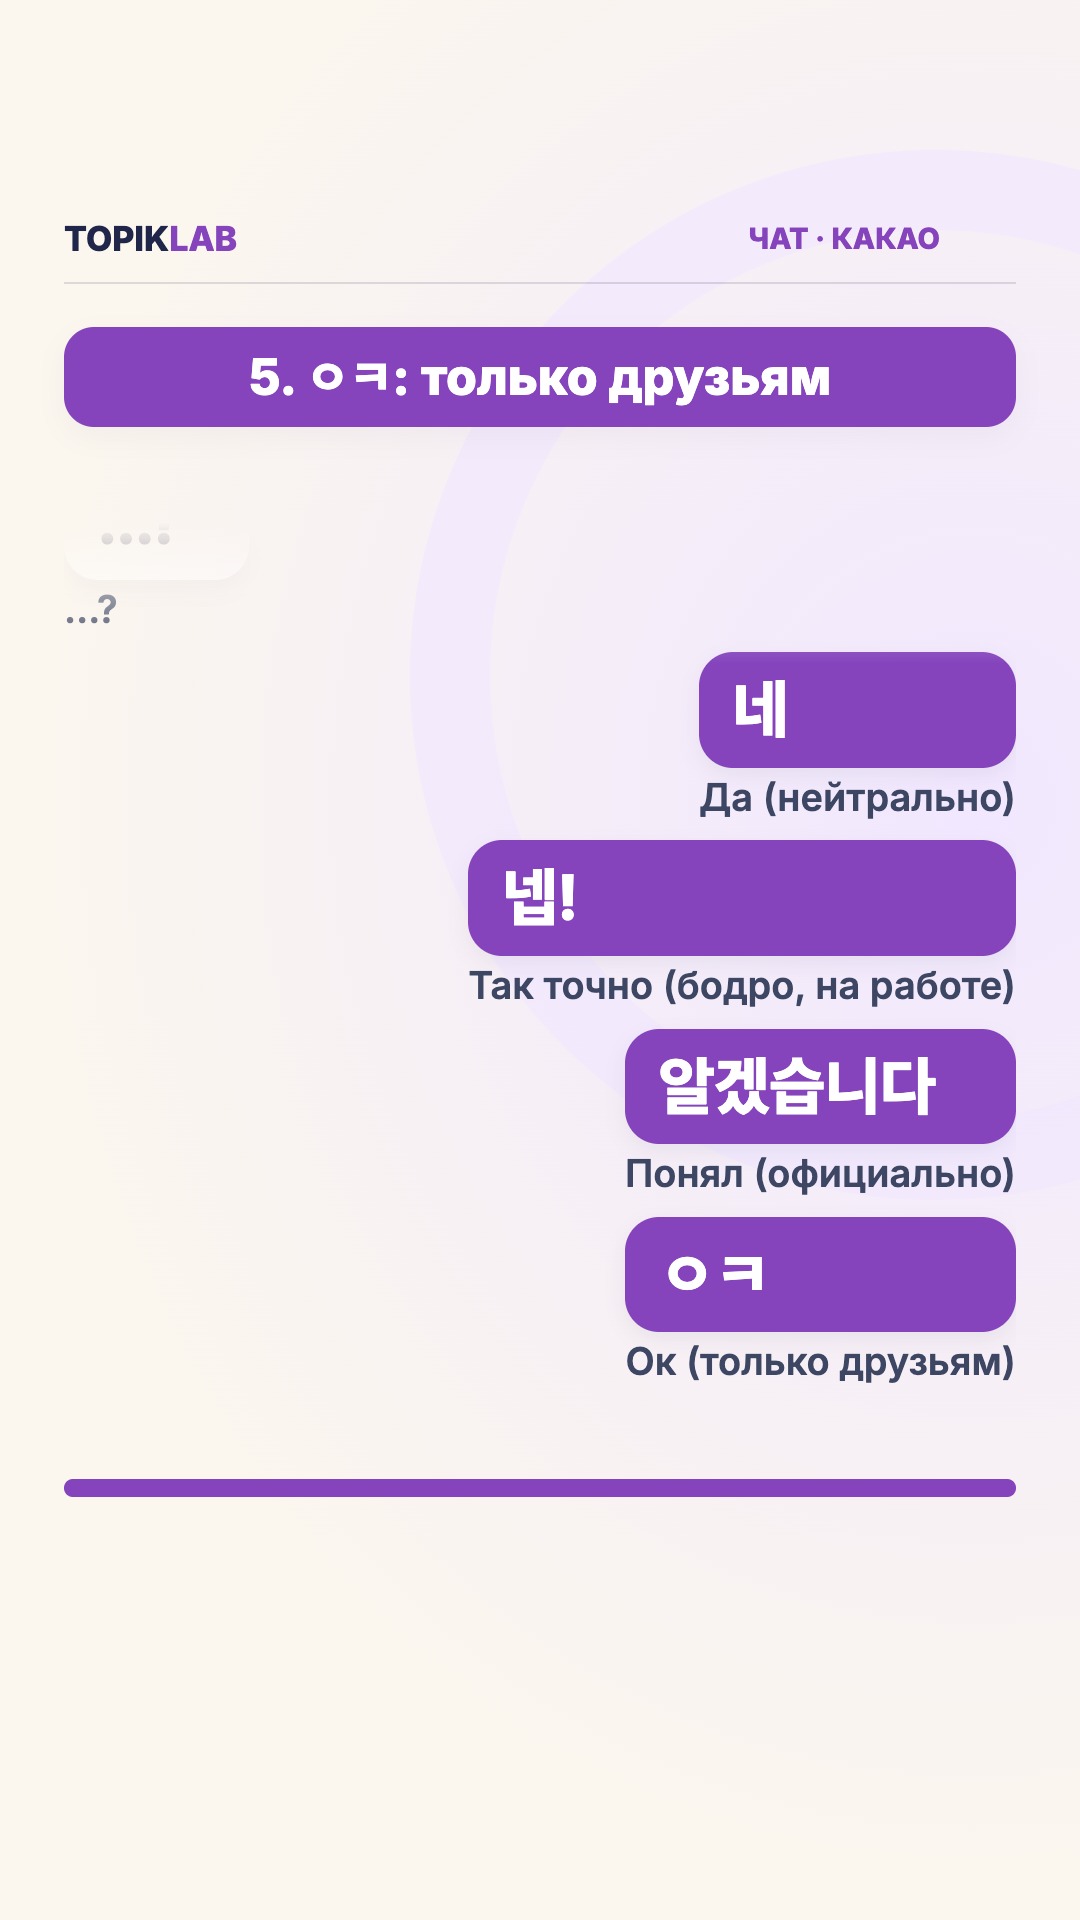 TOPIKLAB
ЧАТ · КАКАО
5. ㅇㅋ: только друзьям
...?
네
Да (нейтрально)
넵!
Так точно (бодро, на работе)
알겠습니다
Понял (официально)
ㅇㅋ
Ок (только друзьям)